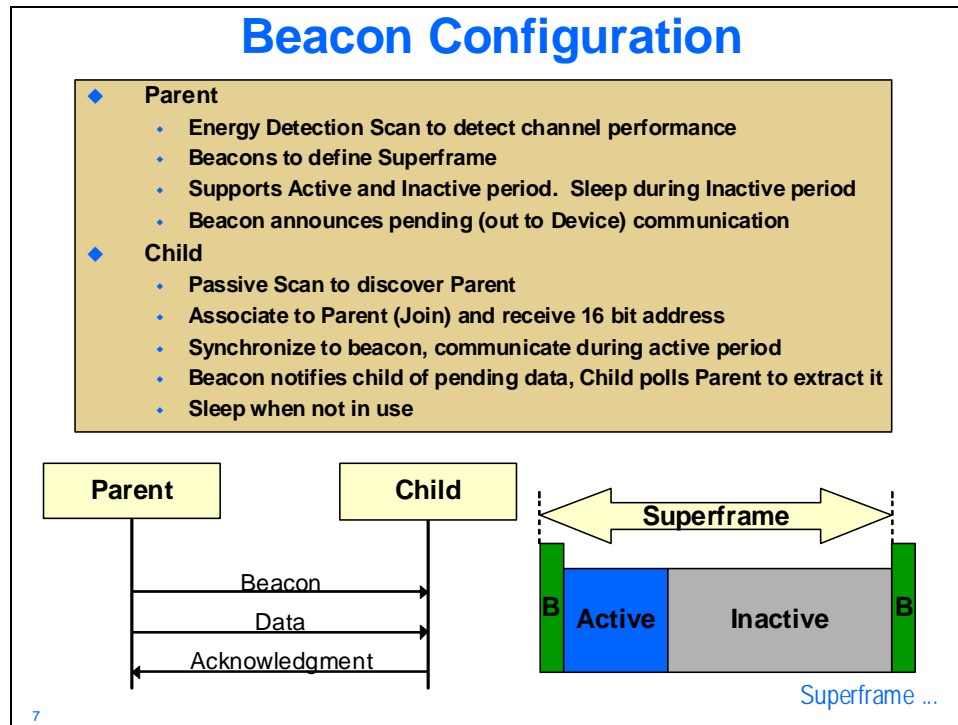 Beacon Configuration
Parent
Energy Detection Scan to detect channel performance
Beacons to define Superframe
Supports Active and Inactive period. Sleep during Inactive period
Beacon announces pending (out to Device) communication
Child
Passive Scan to discover Parent
Associate to Parent (Join) and receive 16 bit address
Synchronize to beacon, communicate during active period
Beacon notifies child of pending data, Child polls Parent to extract it
Sleep when not in use
Parent
Child
Beacon
Data
Acknowledgment
Superframe
B
Active
Inactive
B
Superframe ...
7